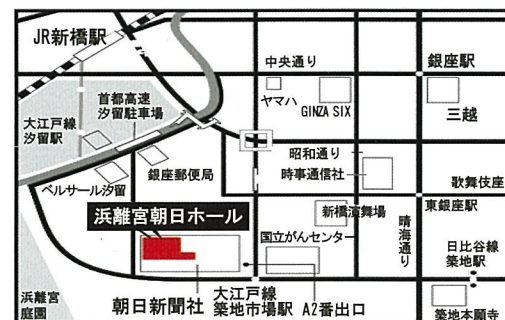 JR新橋駅
中央通り
銀座駅
ヤマハ
GINZA SIX
三越
首都高速
汐留駐車場
大江戸線
汐留駅
昭和通り
時事通信社
歌舞伎座
ベルサール汐留
銀座郵便局
新橋演舞場
東銀座駅
浜離宮朝日ホール
国立がんセンター
晴海通り
日比谷線
築地駅
浜離宮
庭園
朝日新聞社
大江戸線
築地市場駅 A2番出口
築地本願寺